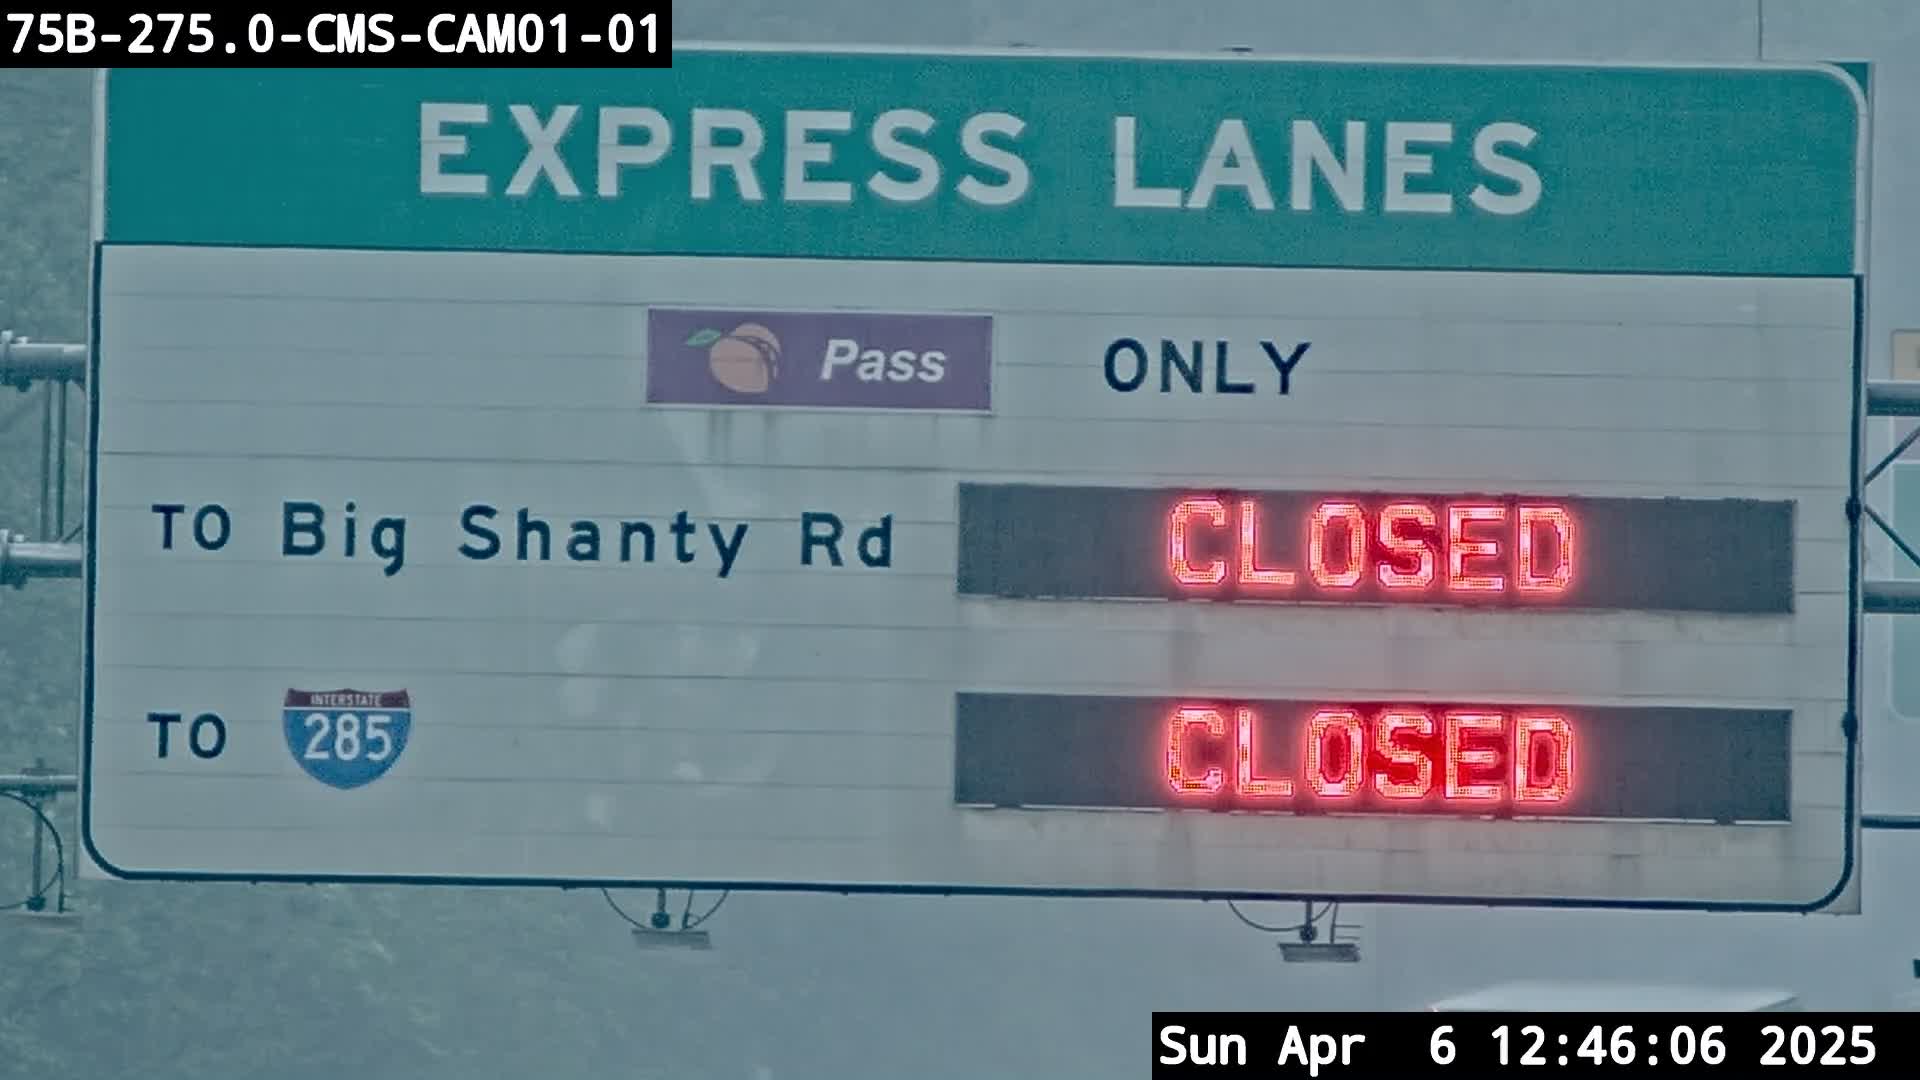 75B-275.0-CMS-CAM01-01
EXPRESS LANES
Pass ONLY
TO Big Shanty Rd CLOSED
TO INTERSTATE 285 CLOSED
Sun Apr 6 12:46:06 2025